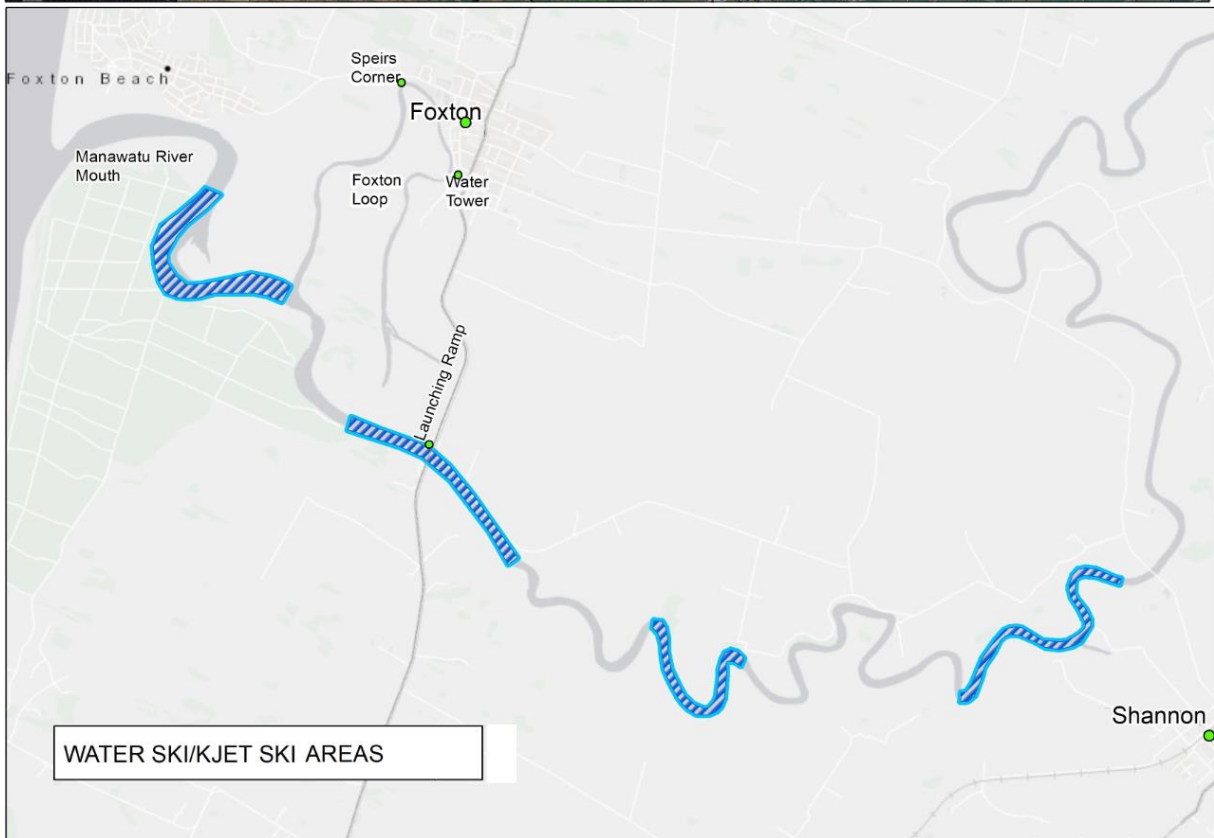 Foxton Beach
Speirs
Corner
Foxton
Manawatu River
Mouth
Foxton
Loop
Water
Tower
Launching Ramp
Shannon
WATER SKI/KJET SKI AREAS